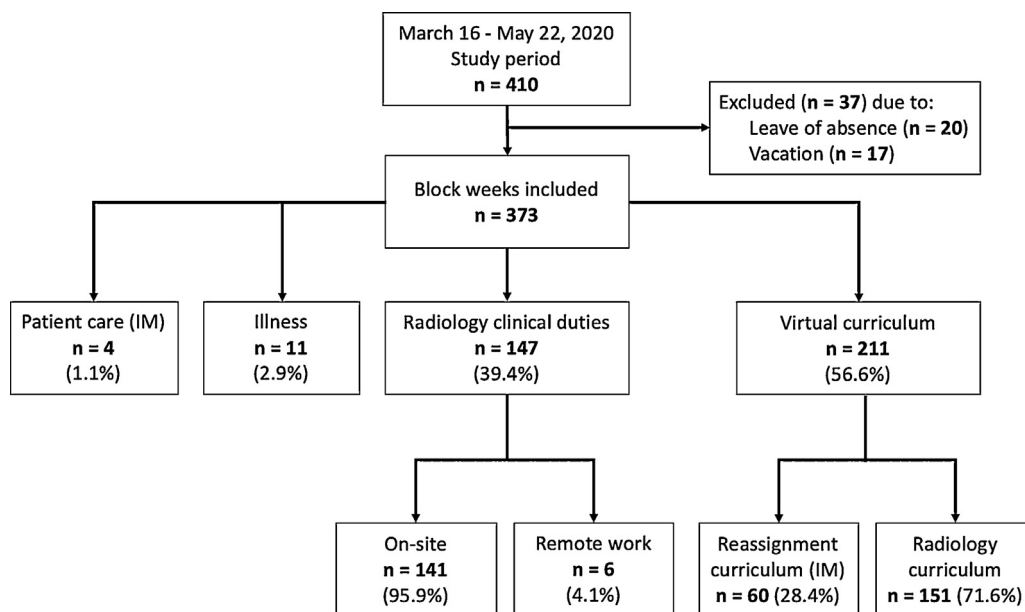 March 16 - May 22, 2020
Study period
n = 410
Excluded (n = 37) due to:
Leave of absence (n = 20)
Vacation (n = 17)
Block weeks included
n = 373
Patient care (IM)
n = 4
(1.1%)
Illness
n = 11
(2.9%)
Radiology clinical duties
n = 147
(39.4%)
Virtual curriculum
n = 211
(56.6%)
On-site
n = 141
(95.9%)
Remote work
n = 6
(4.1%)
Reassignment
curriculum (IM)
n = 60 (28.4%)
Radiology
curriculum
n = 151 (71.6%)